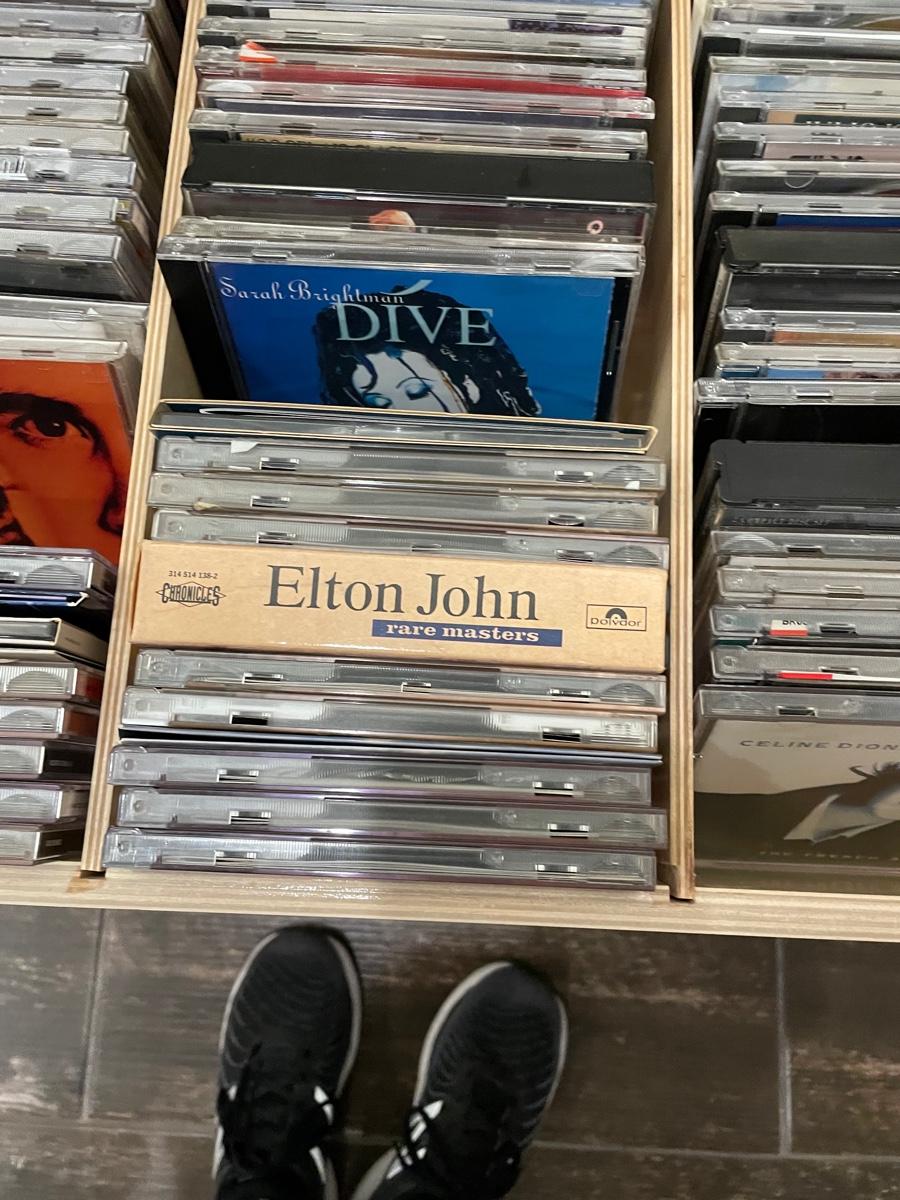 Sarah Brightman
DIVE
314 514 138-2
CHRONICLES
Elton John
rare masters
polydor
CELINE DION